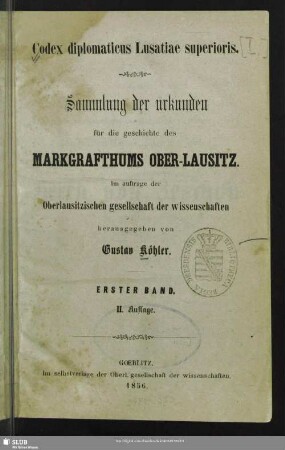 Codex diplomaticus Lusatiae superioris.
[I]
Sammlung der urkunden
für die geschichte des
MARKGRAFTHUMS OBER-LAUSITZ.
Im auftrage der
Oberlausitzischen gesellschaft der wissenschaften
herausgegeben von
Gustav Köhler.
ERSTER BAND.
II. Auflage.
GOERLITZ.
Im selbstverlage der Oberl. gesellschaft der wissenschaften.
1856.
SLUB